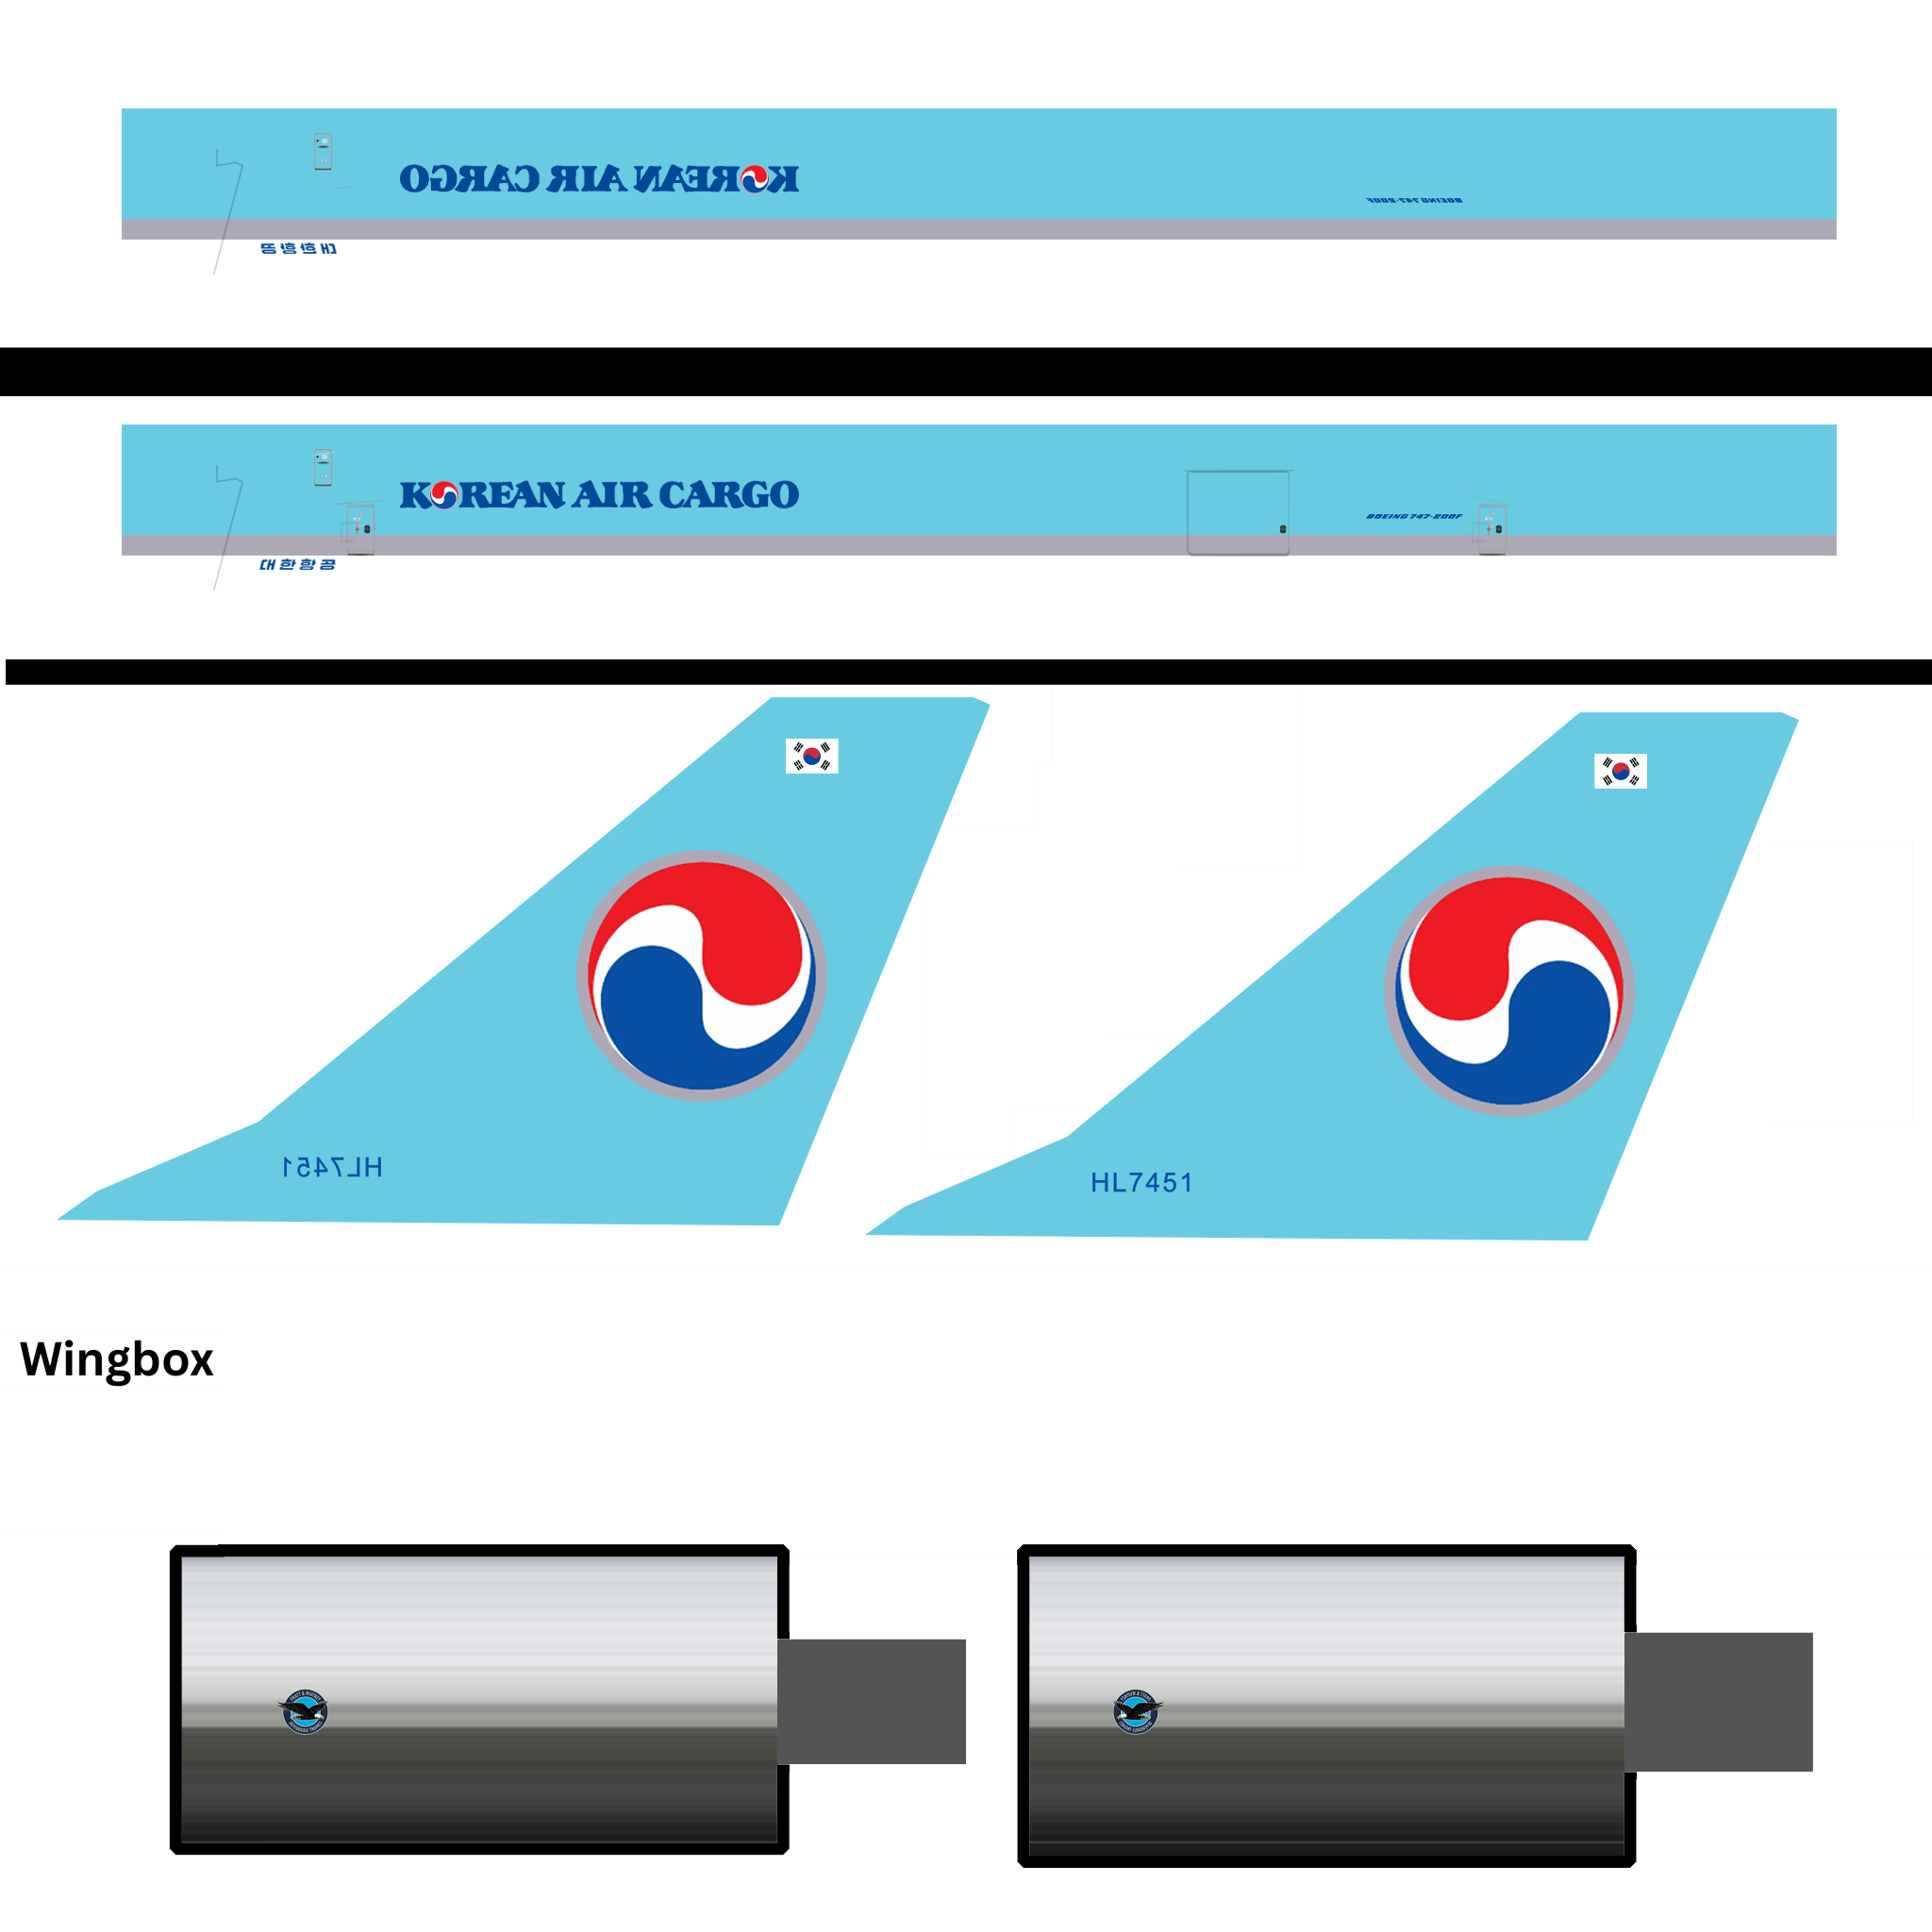 KOREAN AIR CARGO
BOEING 747-200F
대한항공
KOREAN AIR CARGO
BOEING 747-200F
대한항공
HL7451
HL7451
Wingbox